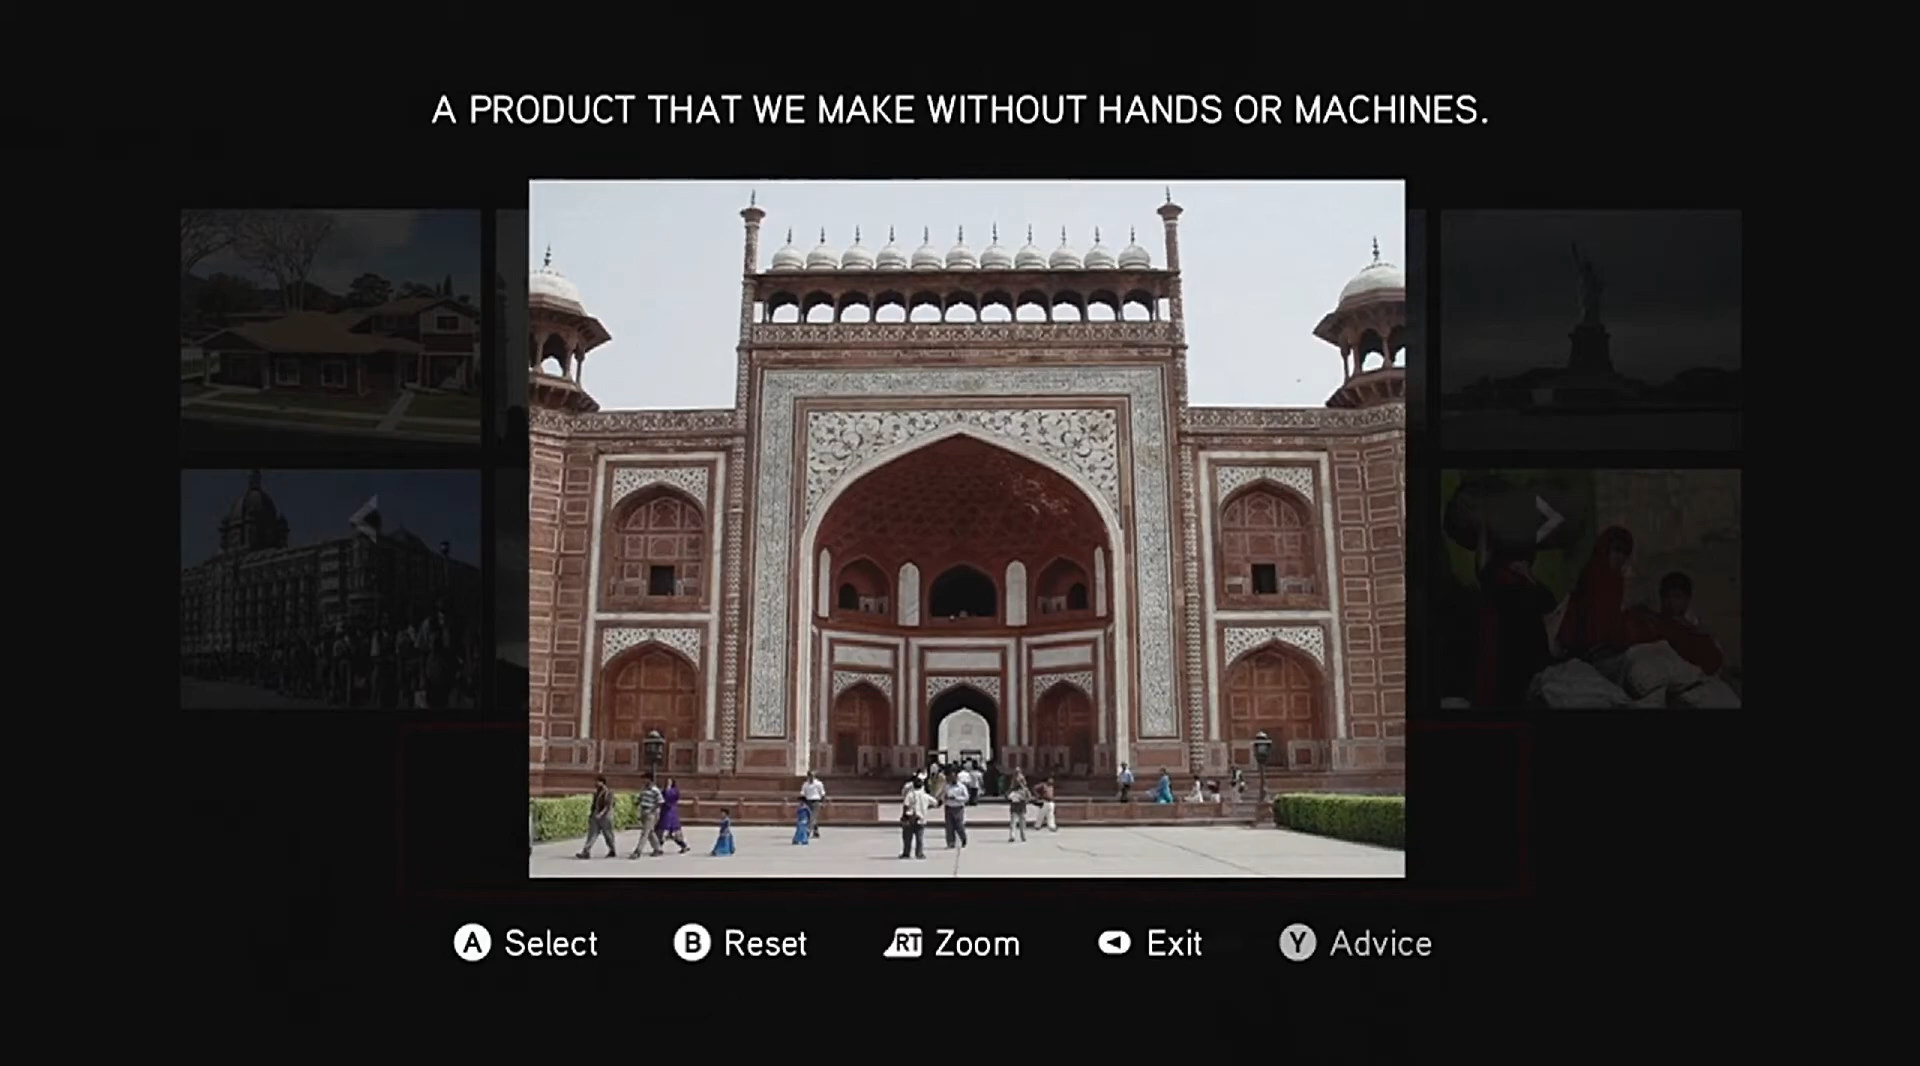 A PRODUCT THAT WE MAKE WITHOUT HANDS OR MACHINES.
A Select B Reset RT Zoom ◄ Exit Y Advice